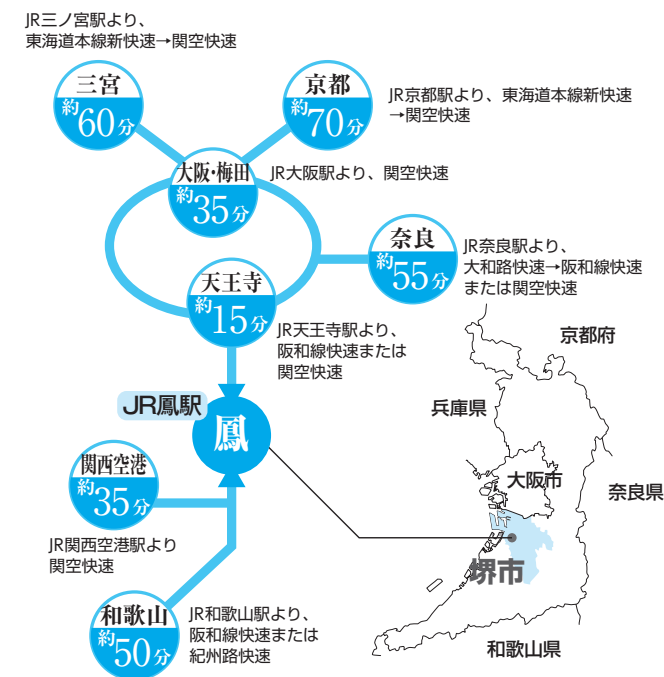 JR三ノ宮駅より、
東海道本線新快速→関空快速
三宮
約60分
京都
約70分
JR京都駅より、東海道本線新快速
→関空快速
大阪・梅田
約35分
JR大阪駅より、関空快速
奈良
約55分
JR奈良駅より、
大和路快速→阪和線快速
または関空快速
天王寺
約15分
JR天王寺駅より、
阪和線快速または
関空快速
JR鳳駅
鳳
関西空港
約35分
JR関西空港駅より
関空快速
和歌山
約50分
JR和歌山駅より、
阪和線快速または
紀州路快速
京都府
兵庫県
大阪市
奈良県
堺市
和歌山県